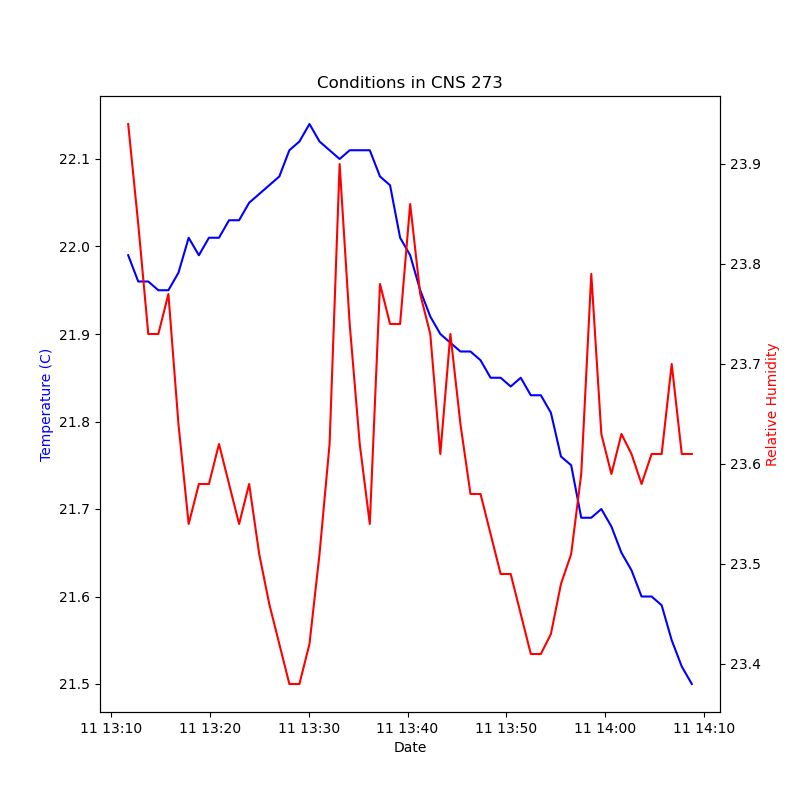 Conditions in CNS 273
22.1
22.0
21.9
21.8
21.7
21.6
21.5
Temperature (C)
23.9
23.8
23.7
23.6
23.5
23.4
Relative Humidity
11 13:10 11 13:20 11 13:30 11 13:40 11 13:50 11 14:00 11 14:10
Date